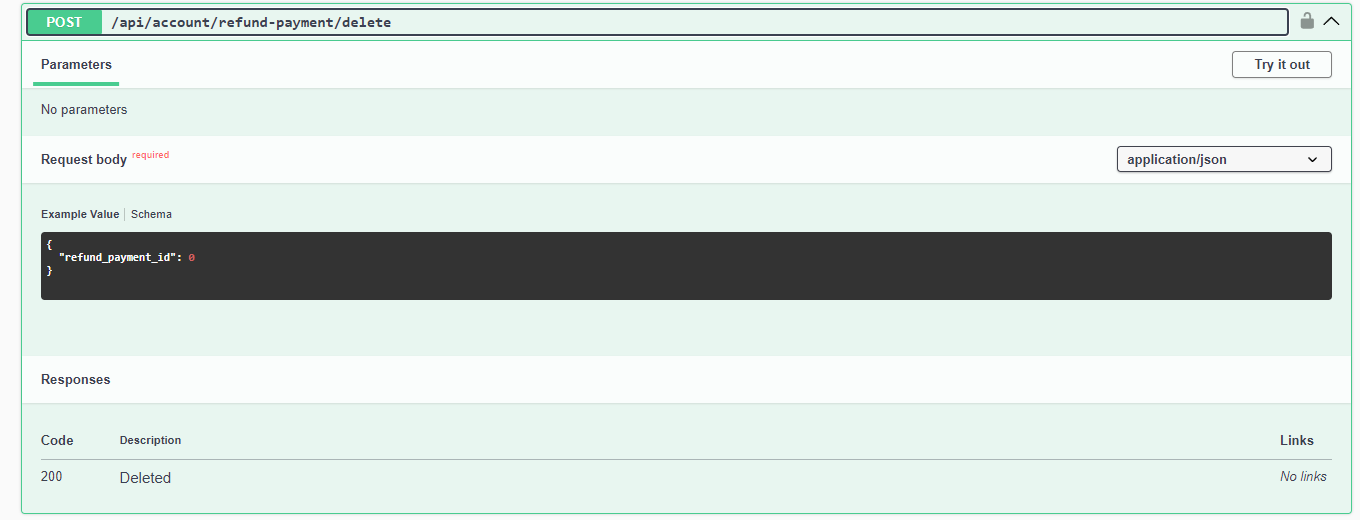 POST /api/account/refund-payment/delete
Parameters
Try it out
No parameters
Request body required
application/json
Example Value | Schema
{
"refund_payment_id": 0
}
Responses
Code Description Links
200 Deleted No links